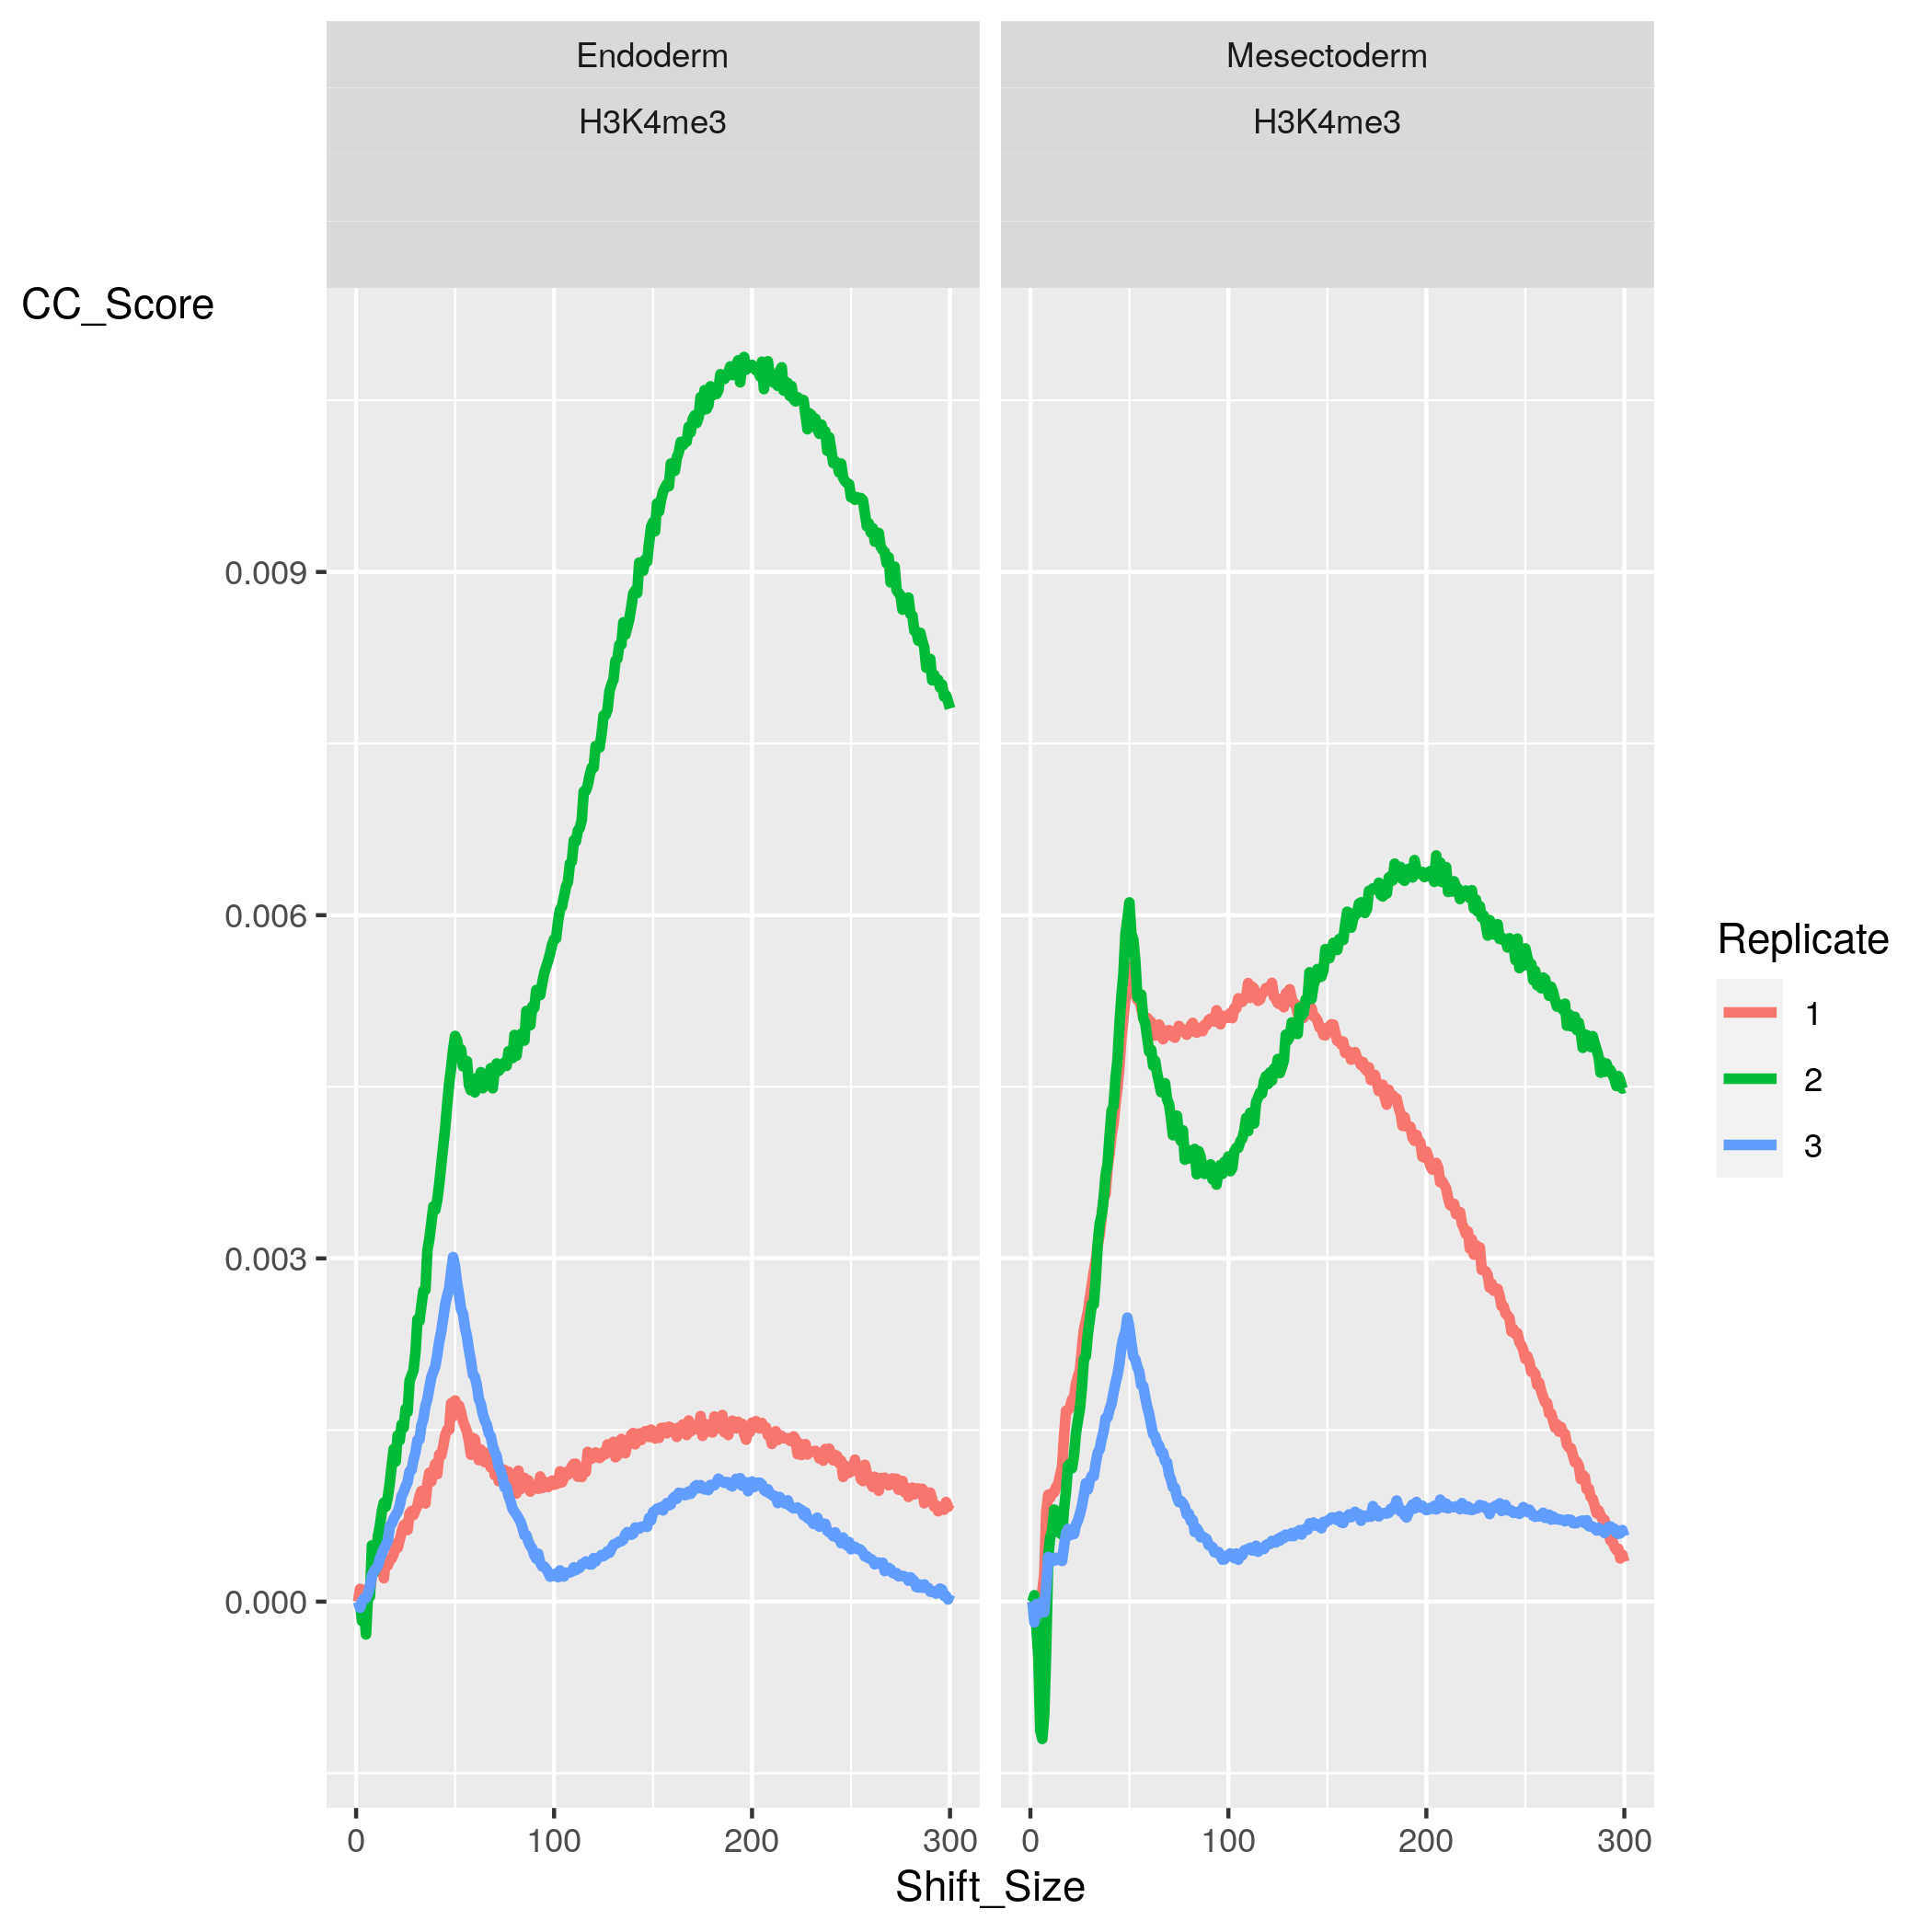 Endoderm
Mesectoderm
H3K4me3
H3K4me3
CC_Score
0.009
0.006
0.003
0.000
0 100 200 300
0 100 200 300
Shift_Size
Replicate
1
2
3